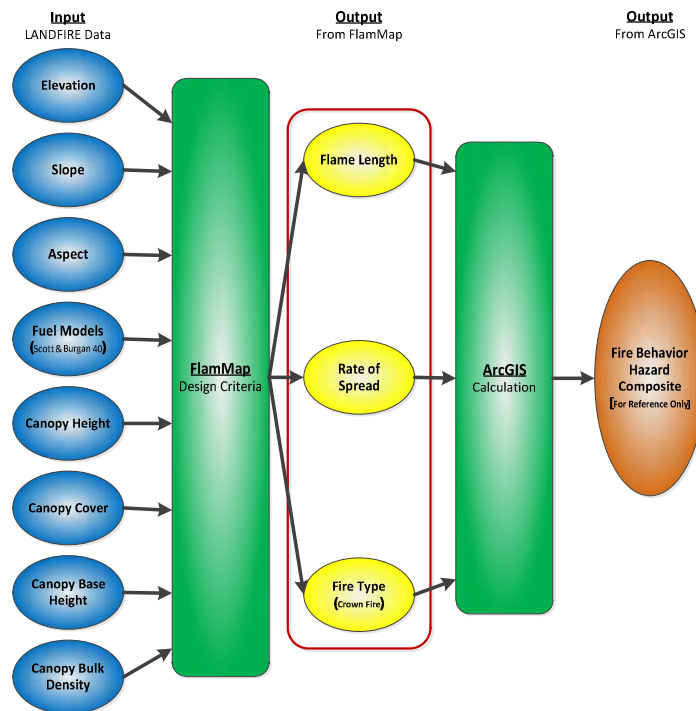 Input
LANDFIRE Data
Output
From FlamMap
Output
From ArcGIS
Elevation
Slope
Aspect
Fuel Models
(Scott & Burgan 40)
Canopy Height
Canopy Cover
Canopy Base
Height
Canopy Bulk
Density
FlamMap
Design Criteria
Flame Length
Rate of
Spread
Fire Type
(Crown Fire)
ArcGIS
Calculation
Fire Behavior
Hazard
Composite
[For Reference Only]